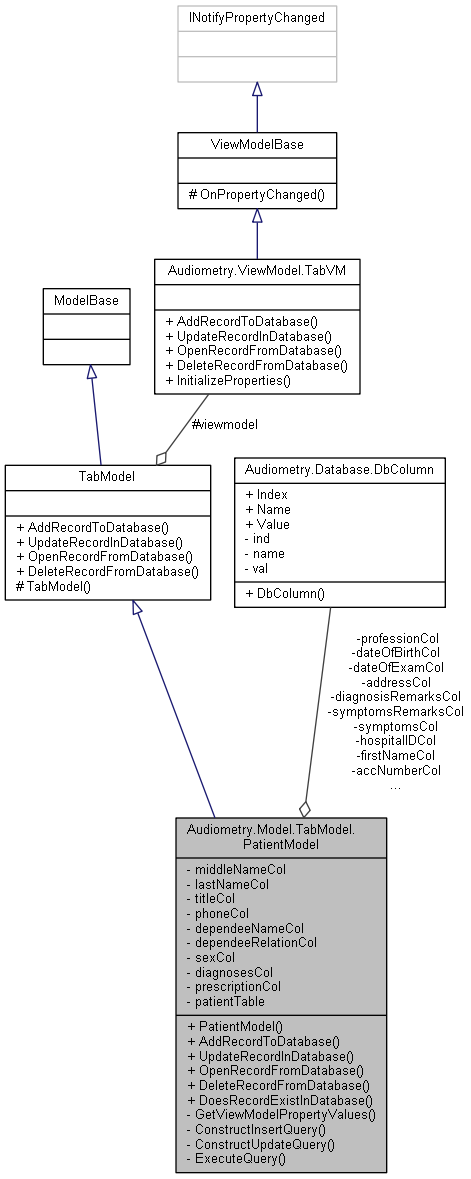 INotifyPropertyChanged
ViewModelBase
# OnPropertyChanged()
Audiometry.ViewModel.TabVM
+ AddRecordToDatabase()
+ UpdateRecordInDatabase()
+ OpenRecordFromDatabase()
+ DeleteRecordFromDatabase()
+ InitializeProperties()
ModelBase
#viewmodel
TabModel
+ AddRecordToDatabase()
+ UpdateRecordInDatabase()
+ OpenRecordFromDatabase()
+ DeleteRecordFromDatabase()
# TabModel()
Audiometry.Database.DbColumn
+ Index
+ Name
+ Value
- ind
- name
- val
+ DbColumn()
-professionCol
-dateOfBirthCol
-dateOfExamCol
-addressCol
-diagnosisRemarksCol
-symptomsRemarksCol
-symptomsCol
-hospitalIDCol
-firstNameCol
-accNumberCol
...
Audiometry.Model.TabModel.
PatientModel
- middleNameCol
- lastNameCol
- titleCol
- phoneCol
- dependeeNameCol
- dependeeRelationCol
- sexCol
- diagnosesCol
- prescriptionCol
- patientTable
+ PatientModel()
+ AddRecordToDatabase()
+ UpdateRecordInDatabase()
+ OpenRecordFromDatabase()
+ DeleteRecordFromDatabase()
+ DoesRecordExistInDatabase()
- GetViewModelPropertyValues()
- ConstructInsertQuery()
- ConstructUpdateQuery()
- ExecuteQuery()